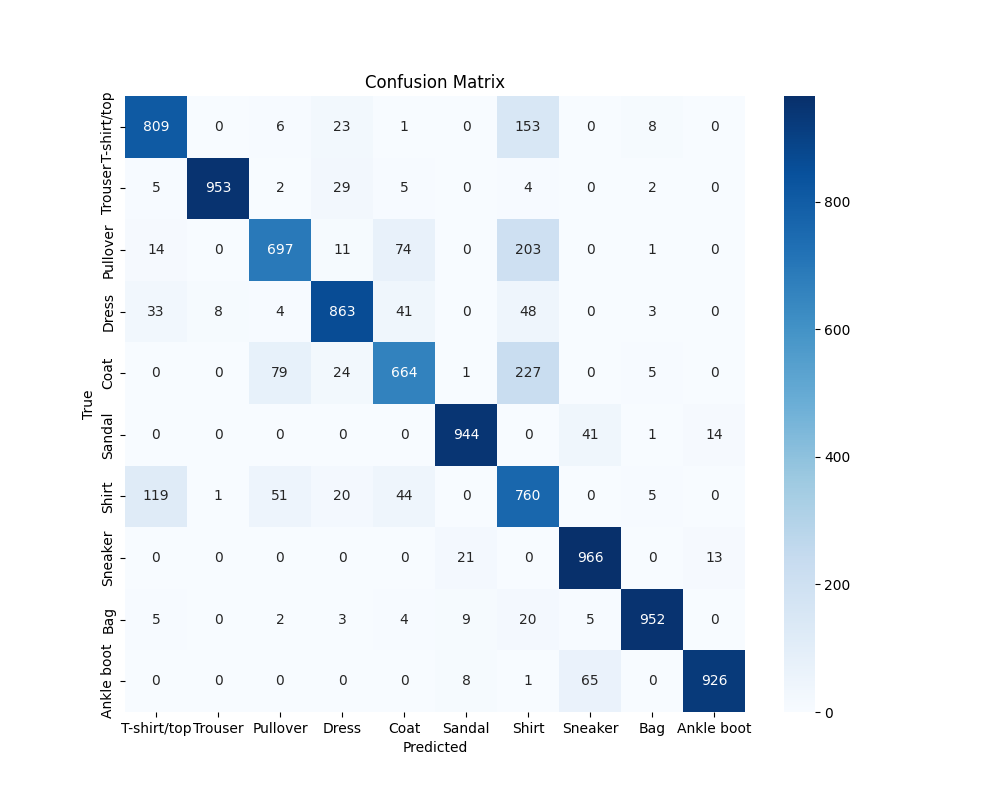 Confusion Matrix
T-shirt/top 809 0 6 23 1 0 153 0 8 0
Trouser 5 953 2 29 5 0 4 0 2 0
Pullover 14 0 697 11 74 0 203 0 1 0
Dress 33 8 4 863 41 0 48 0 3 0
Coat 0 0 79 24 664 1 227 0 5 0
Sandal 0 0 0 0 0 944 0 41 1 14
Shirt 119 1 51 20 44 0 760 0 5 0
Sneaker 0 0 0 0 0 21 0 966 0 13
Bag 5 0 2 3 4 9 20 5 952 0
Ankle boot 0 0 0 0 0 8 1 65 0 926
T-shirt/top Trouser Pullover Dress Coat Sandal Shirt Sneaker Bag Ankle boot
Predicted
True
800
600
400
200
0